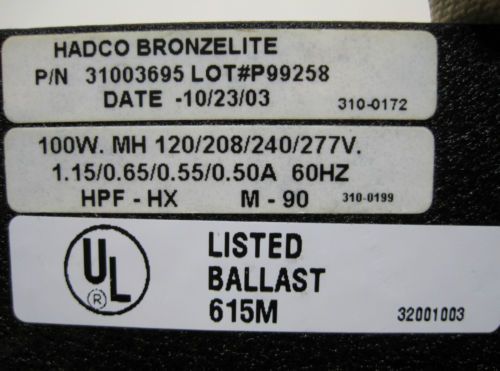 HADCO BRONZELITE
P/N 31003695 LOT#P99258
DATE -10/23/03 310-0172
100W. MH 120/208/240/277V.
1.15/0.65/0.55/0.50A 60HZ
HPF - HX M - 90 310-0199
UL ®
LISTED
BALLAST
615M 32001003